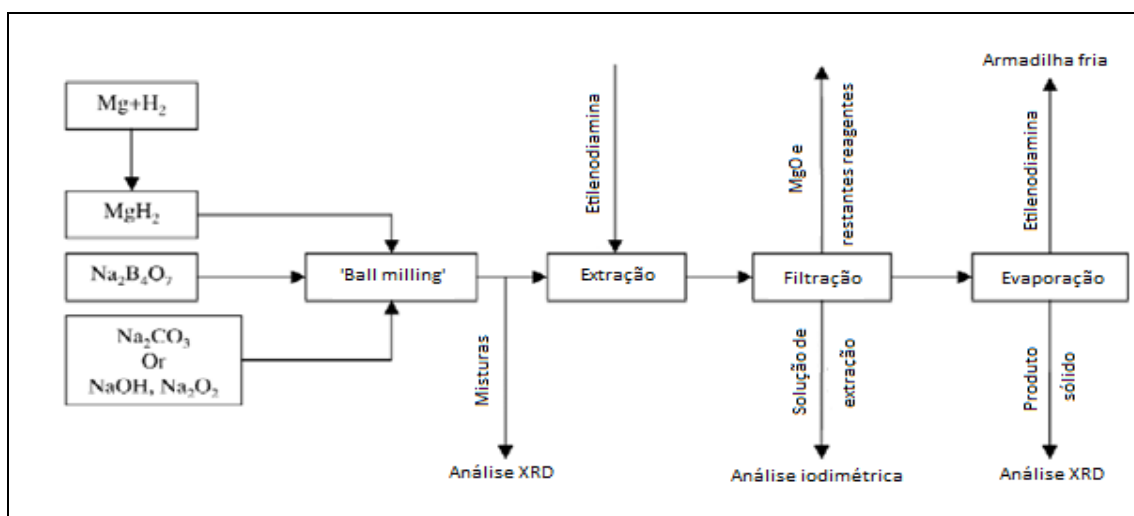 Armadilha fria
Mg+H₂
Etilenodiamina
MgO e
restantes reagentes
Etilenodiamina
MgH₂
Na₂B₄O₇
'Ball milling'
Extração
Filtração
Evaporação
Na₂CO₃
Or
NaOH, Na₂O₂
Misturas
Solução de
extração
Produto
sólido
Análise XRD
Análise iodimétrica
Análise XRD